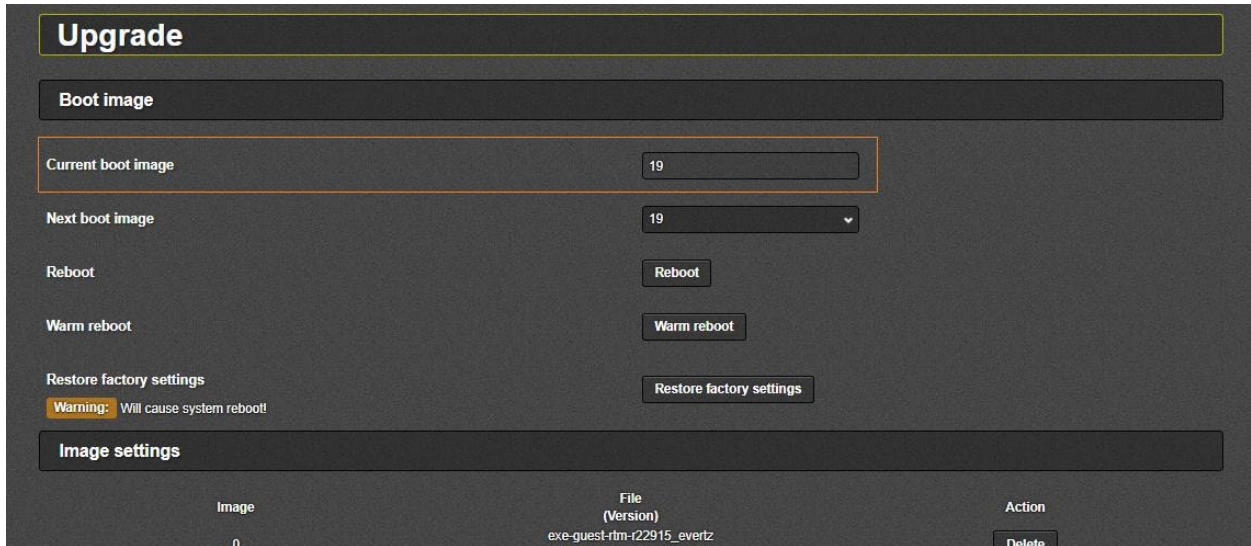 Upgrade
Boot image
Current boot image 19
Next boot image 19
Reboot Reboot
Warm reboot Warm reboot
Restore factory settings Restore factory settings
Warning: Will cause system reboot!
Image settings
Image File (Version) Action
0 exe-guest-rtm-r22915_evertz Delete